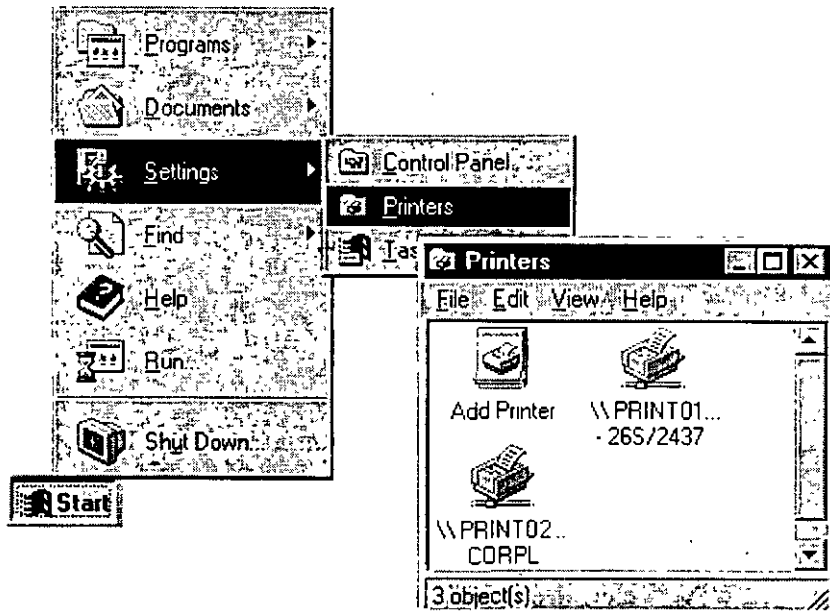 Programs
Documents
Settings
Find
Help
Run...
Shut Down...
Start
Control Panel
Printers
Printers
File Edit View Help
Add Printer
\\PRINT01...
- 26S/2437
\\PRINT02...
CORPL
3 object(s)